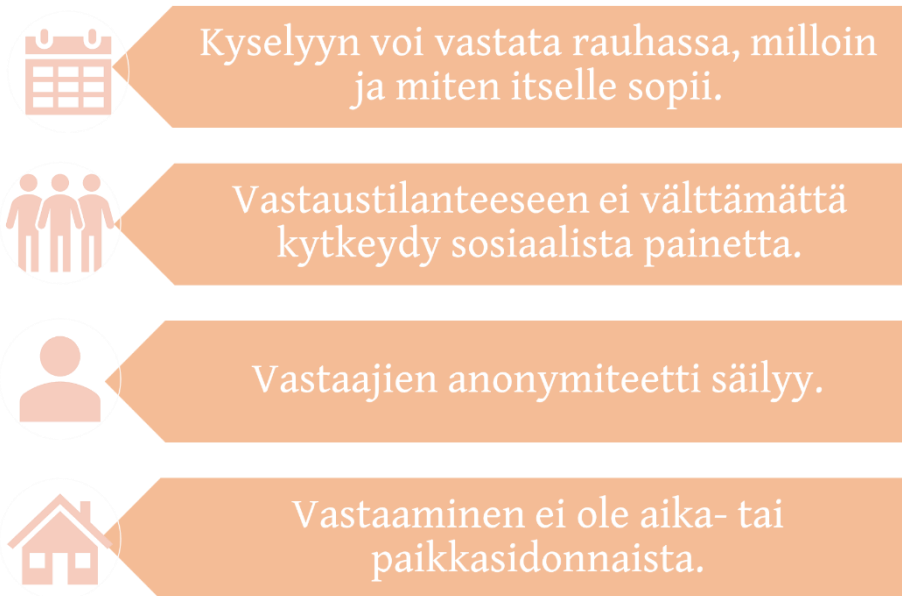 Kyselyyn voi vastata rauhassa, milloin
ja miten itselle sopii.
Vastaustilanteeseen ei välttämättä
kytkeydy sosiaalista painetta.
Vastaajien anonymiteetti säilyy.
Vastaaminen ei ole aika- tai
paikkasidonnaista.